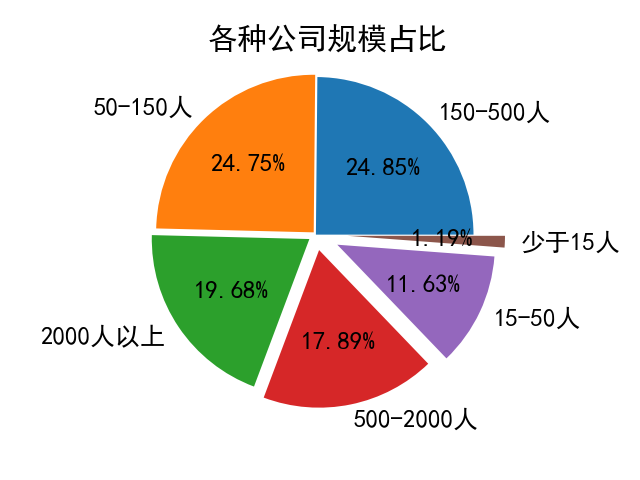 各种公司规模占比
50-150人
150-500人
24.75%
24.85%
1.19%
少于15人
19.68%
11.63%
2000人以上
17.89%
15-50人
500-2000人